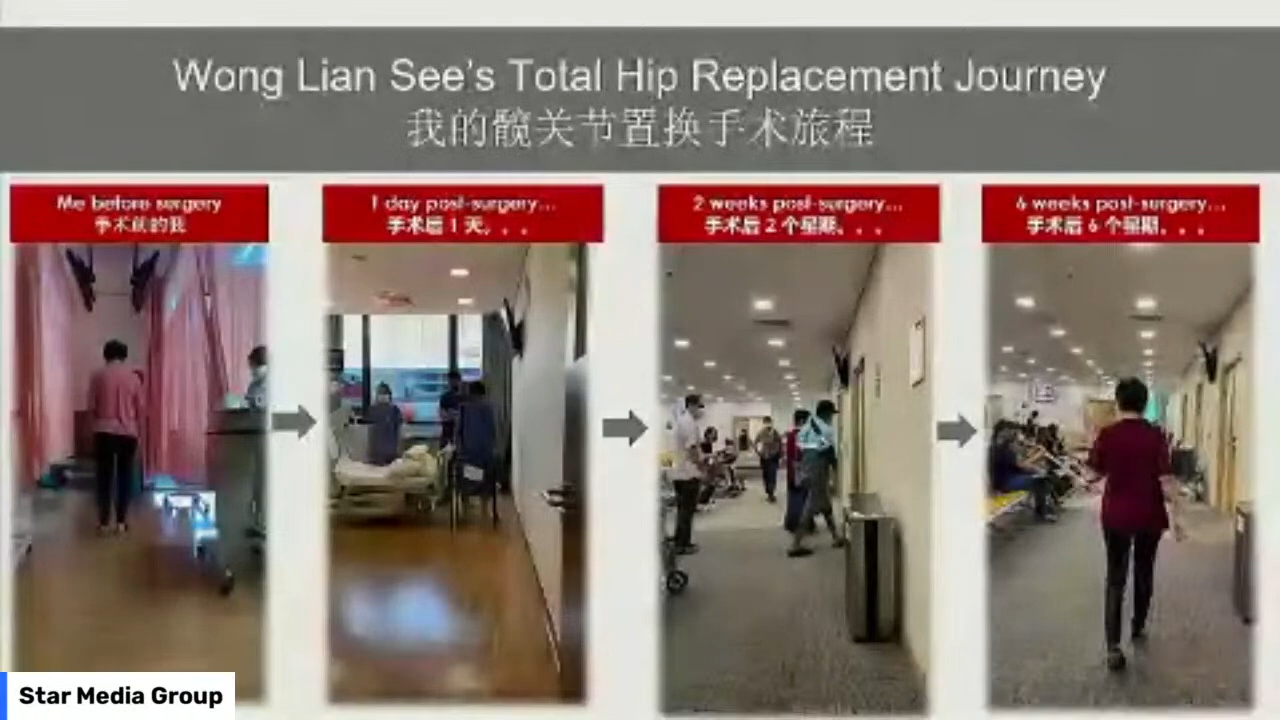 Wong Lian See's Total Hip Replacement Journey
我的髋关节置换手术旅程
Me before surgery
手术前的我
1 day post-surgery...
手术后 1 天。。。
2 weeks post-surgery...
手术后 2 个星期。。。
6 weeks post-surgery...
手术后 6 个星期。。。
Star Media Group